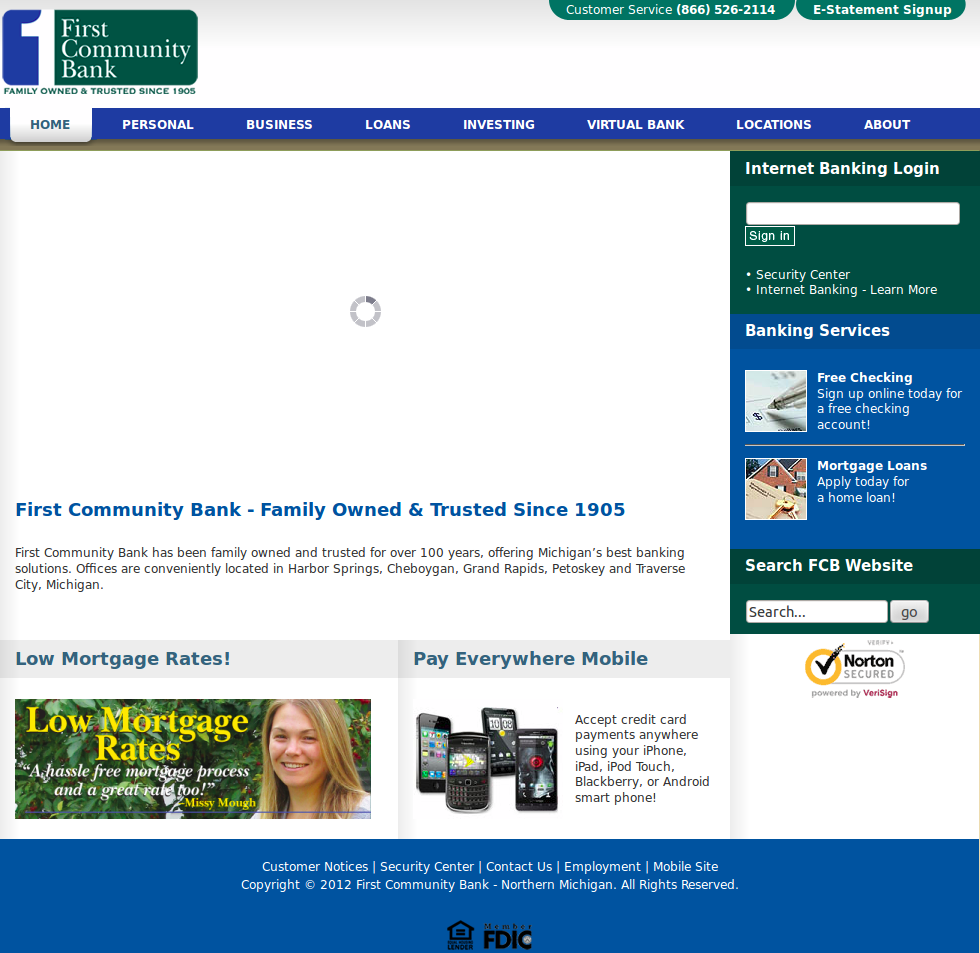 Customer Service (866) 526-2114
E-Statement Signup
1 First
Community
Bank
FAMILY OWNED & TRUSTED SINCE 1905
HOME PERSONAL BUSINESS LOANS INVESTING VIRTUAL BANK LOCATIONS ABOUT
Internet Banking Login
Sign in
• Security Center
• Internet Banking - Learn More
Banking Services
Free Checking
Sign up online today for
a free checking
account!
Mortgage Loans
Apply today for
a home loan!
Search FCB Website
Search...
go
VERIFY
Norton
SECURED
TM
powered by VeriSign
First Community Bank - Family Owned & Trusted Since 1905
First Community Bank has been family owned and trusted for over 100 years, offering Michigan’s best banking
solutions. Offices are conveniently located in Harbor Springs, Cheboygan, Grand Rapids, Petoskey and Traverse
City, Michigan.
Low Mortgage Rates!
Low Mortgage
Rates
“A hassle free mortgage process
and a great rate too!”
-Missy Mough
Pay Everywhere Mobile
Accept credit card
payments anywhere
using your iPhone,
iPad, iPod Touch,
Blackberry, or Android
smart phone!
Customer Notices | Security Center | Contact Us | Employment | Mobile Site
Copyright © 2012 First Community Bank - Northern Michigan. All Rights Reserved.
EQUAL HOUSING
LENDER
Member
FDIC